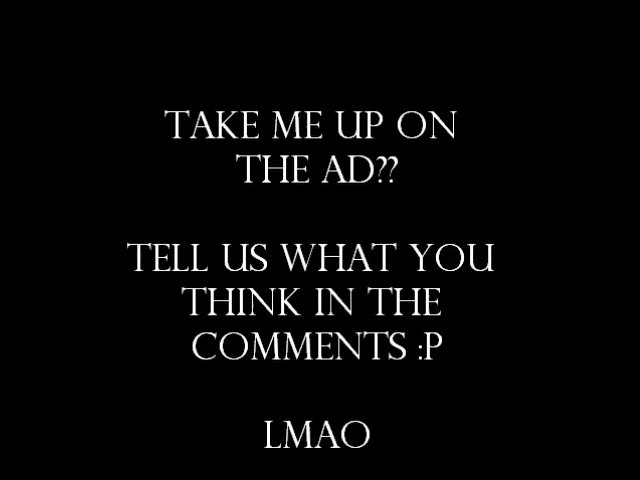 TAKE ME UP ON
THE AD??
TELL US WHAT YOU
THINK IN THE
COMMENTS :P
LMAO